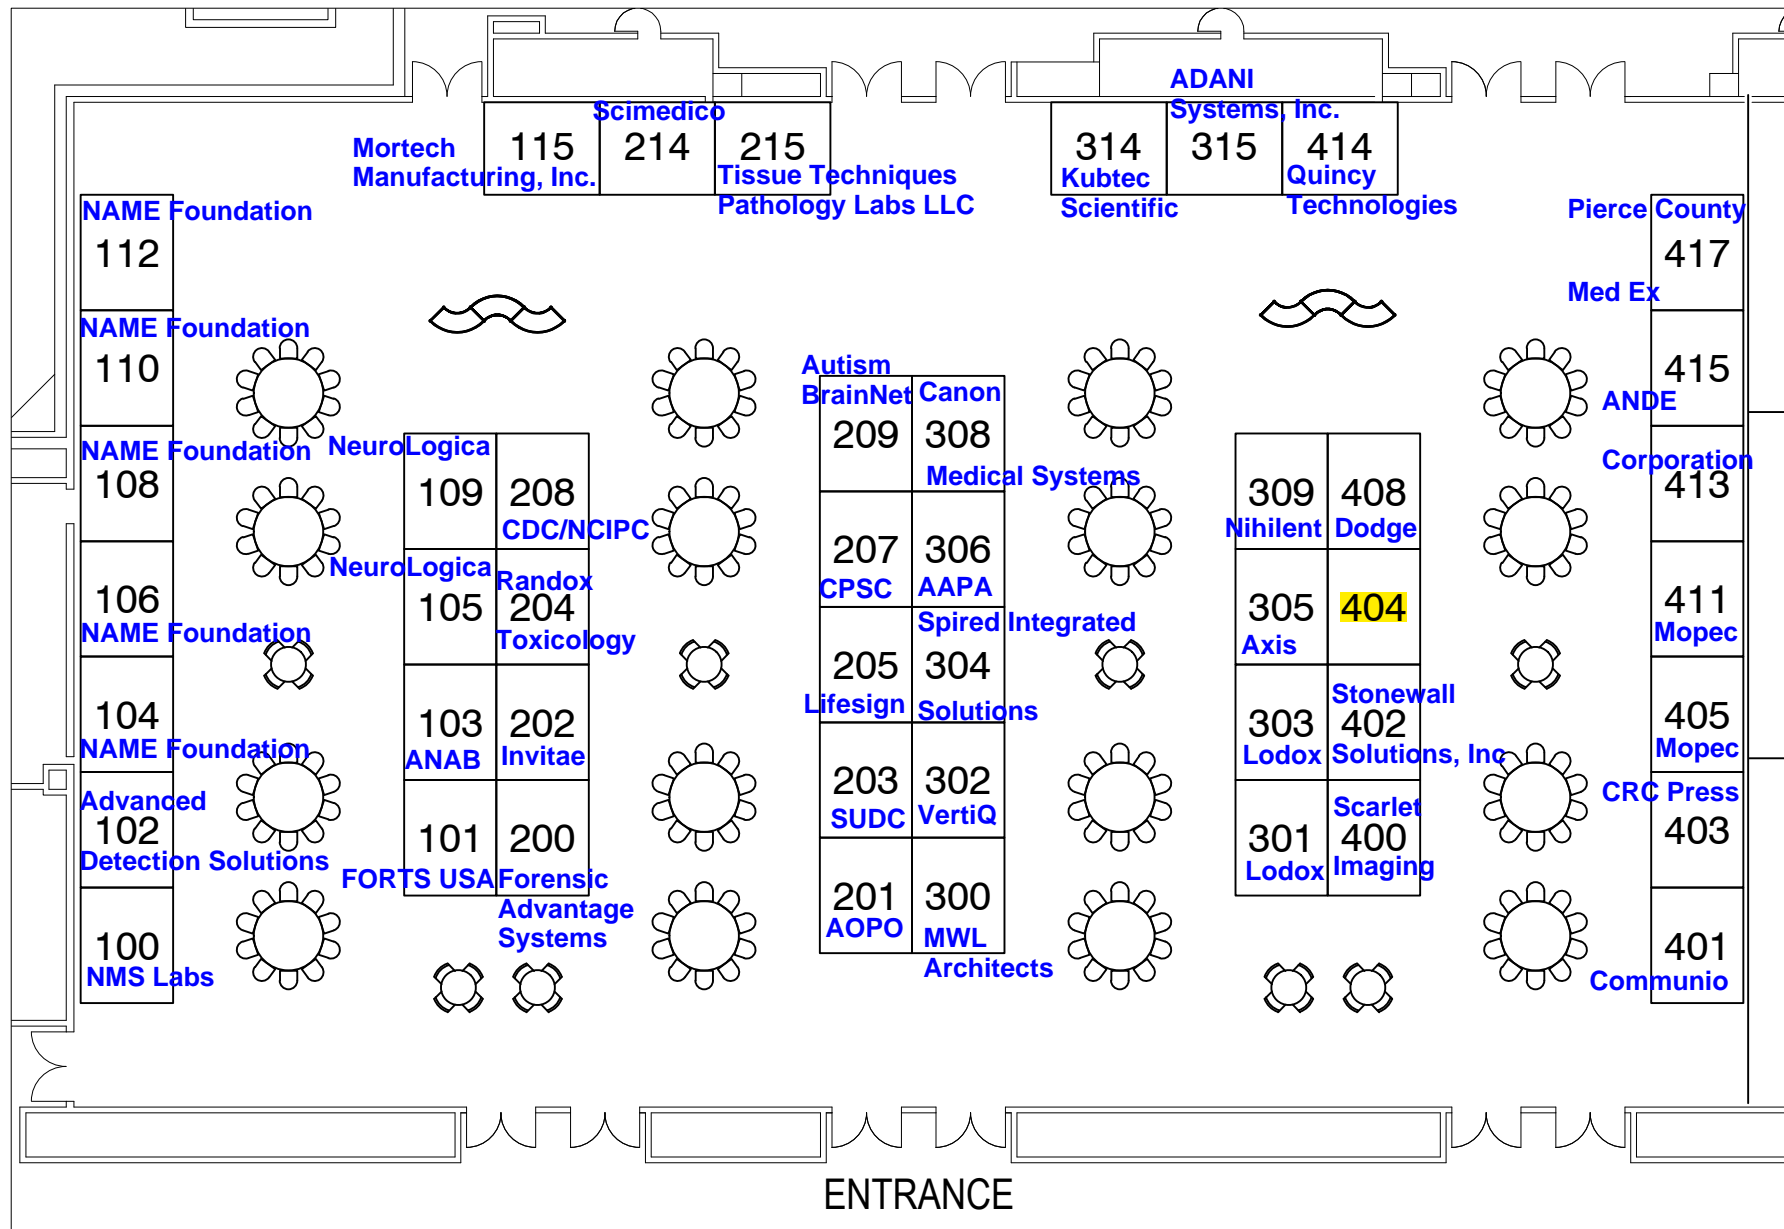 ADANI
Systems, Inc.
Scimedico
Mortech
Manufacturing, Inc.
115
214
215
Tissue Techniques
Pathology Labs LLC
314
315
414
Kubtec
Scientific
Quincy
Technologies
NAME Foundation
112
NAME Foundation
110
NAME Foundation
108
106
NAME Foundation
104
NAME Foundation
Advanced
102
Detection Solutions
100
NMS Labs
NeuroLogica
109
208
CDC/NCIPC
NeuroLogica
105
Randox
204
Toxicology
103
ANAB
202
Invitae
101
FORTS USA
200
Forensic
Advantage
Systems
Autism
BrainNet
209
Canon
308
Medical Systems
207
CPSC
306
AAPA
205
Lifesign
Spired Integrated
304
Solutions
203
SUDC
302
VertiQ
201
AOPO
300
MWL
Architects
309
Nihilent
408
Dodge
305
Axis
404
303
Lodox
Stonewall
402
Solutions, Inc
301
Lodox
Scarlet
400
Imaging
Pierce County
417
Med Ex
415
ANDE
Corporation
413
411
Mopec
405
Mopec
CRC Press
403
401
Communio
ENTRANCE